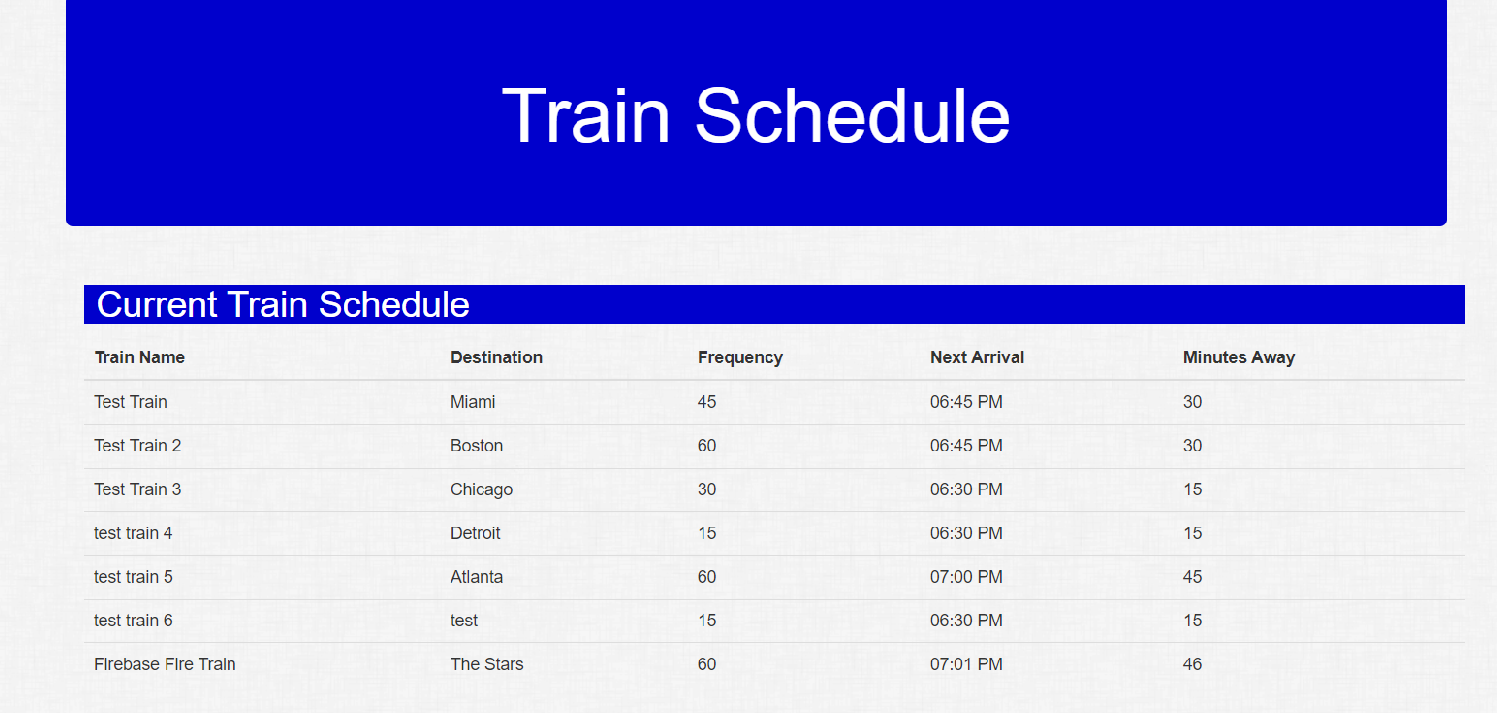 Train Schedule
Current Train Schedule
Train Name Destination Frequency Next Arrival Minutes Away
Test Train Miami 45 06:45 PM 30
Test Train 2 Boston 60 06:45 PM 30
Test Train 3 Chicago 30 06:30 PM 15
test train 4 Detroit 15 06:30 PM 15
test train 5 Atlanta 60 07:00 PM 45
test train 6 test 15 06:30 PM 15
Firebase Fire Train The Stars 60 07:01 PM 46